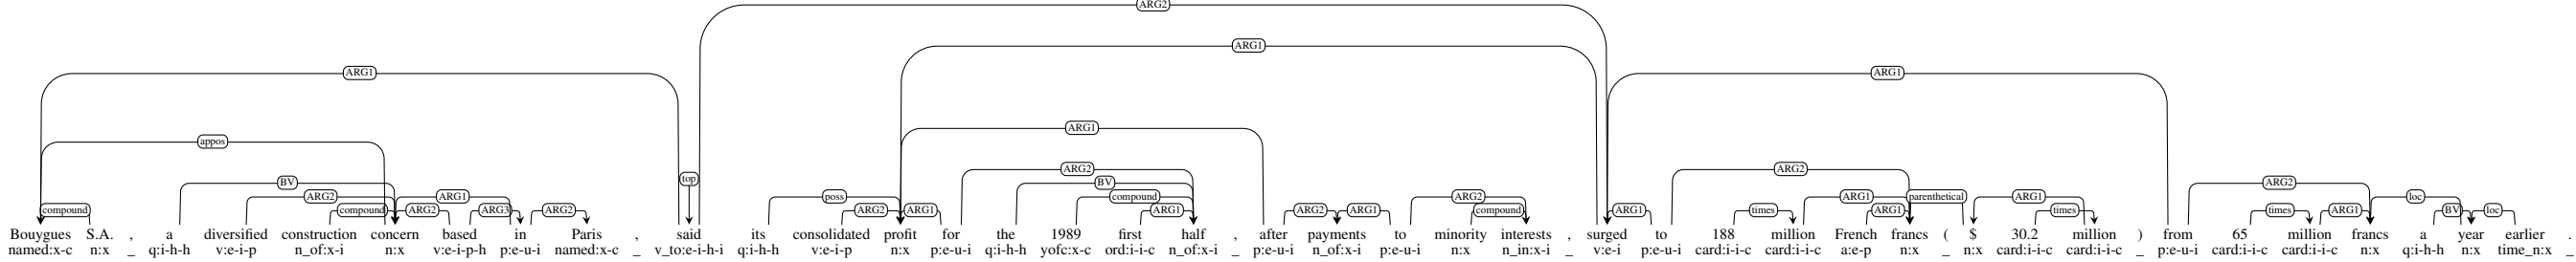 ARG2
ARG1
ARG1 ARG1
ARG1
appos
ARG2 ARG2
top
BV BV ARG2
ARG2 ARG1 poss compound ARG2 ARG1 parenthetical ARG1 loc
compound compound ARG2 ARG3 ARG2 ARG2 ARG1 ARG1 ARG2 ARG1 compound ARG1 times ARG1 times times ARG1 BV loc
Bouygues S.A. , a diversified construction concern based in Paris , said its consolidated profit for the 1989 first half , after payments to minority interests , surged to 188 million French francs ( $ 30.2 million ) from 65 million francs a year earlier .
named:x-c n:x _ q:i-h-h v:e-i-p n_of:x-i n:x v:e-i-p-h p:e-u-i named:x-c _ v_to:e-i-h-i q:i-h-h v:e-i-p n:x p:e-u-i q:i-h-h yofc:x-c ord:i-i-c n_of:x-i _ p:e-u-i n_of:x-i p:e-u-i n:x n_in:x-i _ v:e-i p:e-u-i card:i-i-c card:i-i-c a:e-p n:x _ n:x card:i-i-c card:i-i-c _ p:e-u-i card:i-i-c card:i-i-c n:x q:i-h-h n:x time_n:x _